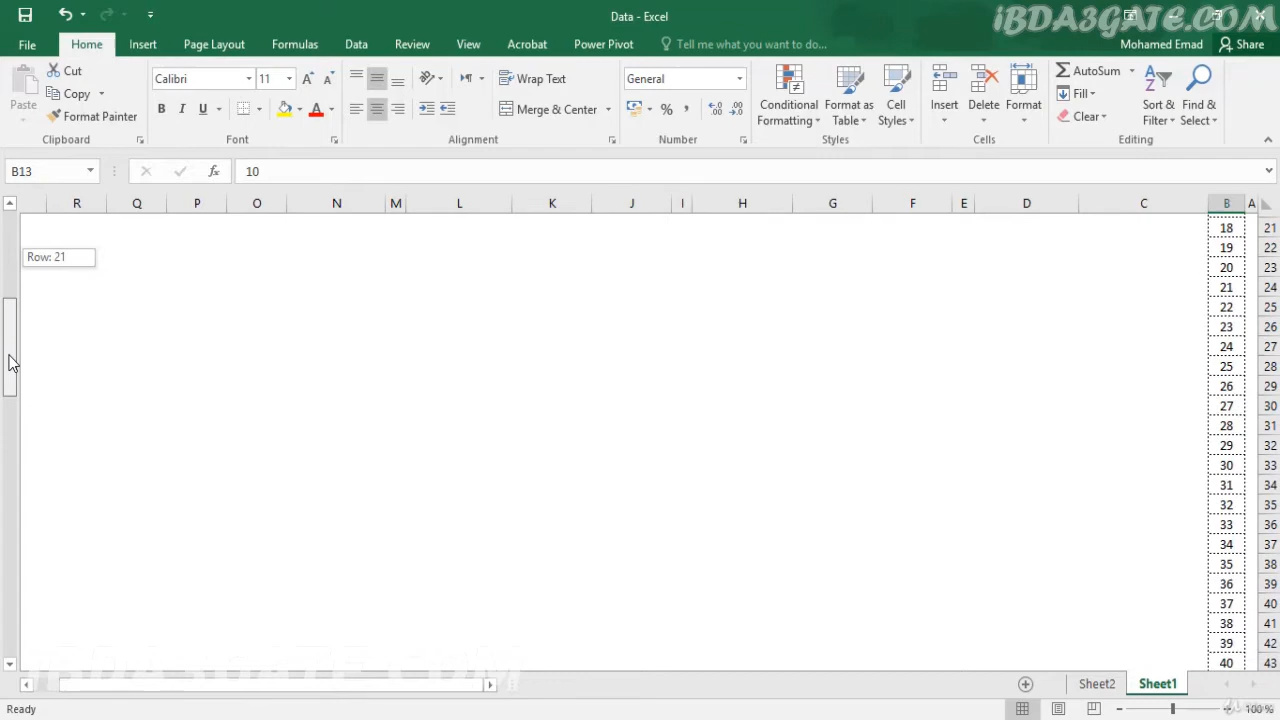 Data - Excel
iBDA3GATE.COM
File Home Insert Page Layout Formulas Data Review View Acrobat Power Pivot Tell me what you want to do... Mohamed Emad Share
Paste
Cut
Copy
Format Painter
Clipboard
Calibri 11
B I U A
Font
Wrap Text
Merge & Center
Alignment
General
%
Number
Conditional Formatting
Format as Table
Cell Styles
Styles
Insert
Delete
Format
Cells
AutoSum
Fill
Clear
Sort & Filter
Find & Select
Editing
B13 fx 10
R Q P O N M L K J I H G F E D C B A
Row: 21
18 21
19 22
20 23
21 24
22 25
23 26
24 27
25 28
26 29
27 30
28 31
29 32
30 33
31 34
32 35
33 36
34 37
35 38
36 39
37 40
38 41
39 42
40 43
Sheet2 Sheet1
Ready
100 %